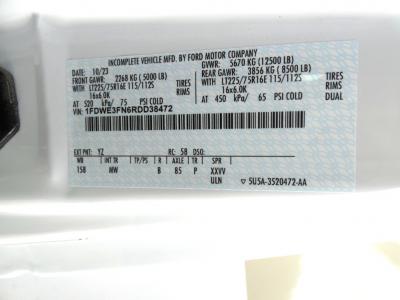 INCOMPLETE VEHICLE MFD. BY FORD MOTOR COMPANY
10/23 GVWR: 5670 KG (12500 LB)
FRONT GAWR: 2268 KG (5000 LB) REAR GAWR: 3856 KG (8500 LB)
WITH LT225/75R16E 115/112S WITH LT225/75R16E 115/112S TIRES
16x6.0K 16x6.0K RIMS
AT 520 kPa/ 75 PSI COLD AT 450 kPa/ 65 PSI COLD DUAL
1FDWE3FN6RDD38472
EXT PNT: YZ RC: 58 DSO:
WB INT TR TP/PS R AXLE TR SPR
158 MW B 85 P XXVV
ULN 5U5A-3520472-AA